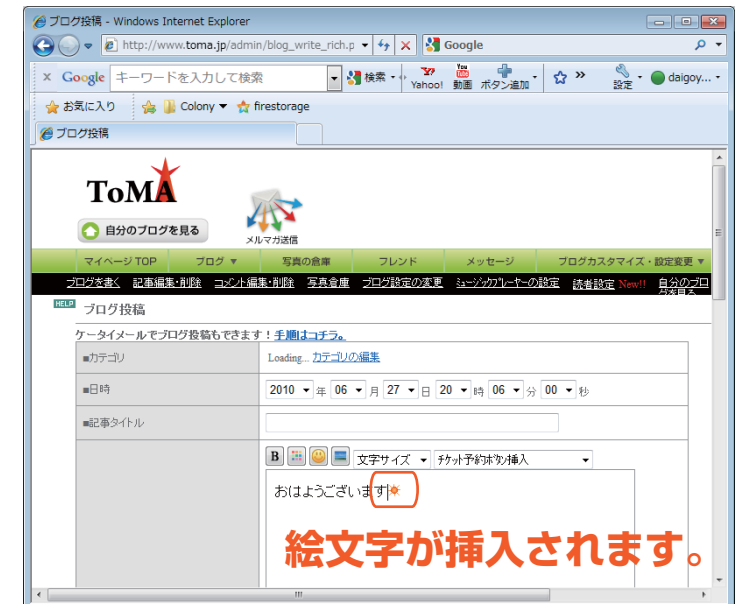 ブログ投稿 - Windows Internet Explorer
http://www.toma.jp/admin/blog_write_rich.p
Google
Google キーワードを入力して検索 検索 Yahoo! You Tube 動画 ボタン追加 » 設定 daigoy...
お気に入り Colony firestorage
ブログ投稿
ToMA
自分のブログを見る
メルマガ送信
マイページTOP ブログ ▼ 写真の倉庫 フレンド メッセージ ブログカスタマイズ・設定変更 ▼
ブログを書く 記事編集・削除 コメント編集・削除 写真倉庫 ブログ設定の変更 ミュージックプレーヤーの設定 読者設定 New!! 自分のブログを見る
HELP ブログ投稿
ケータイメールでブログ投稿もできます！手順はコチラ。
■カテゴリ Loading... カテゴリの編集
■日時 2010 年 06 月 27 日 20 時 06 分 00 秒
■記事タイトル
B 文字サイズ チケット予約ボタン挿入
おはようございます
絵文字が挿入されます。